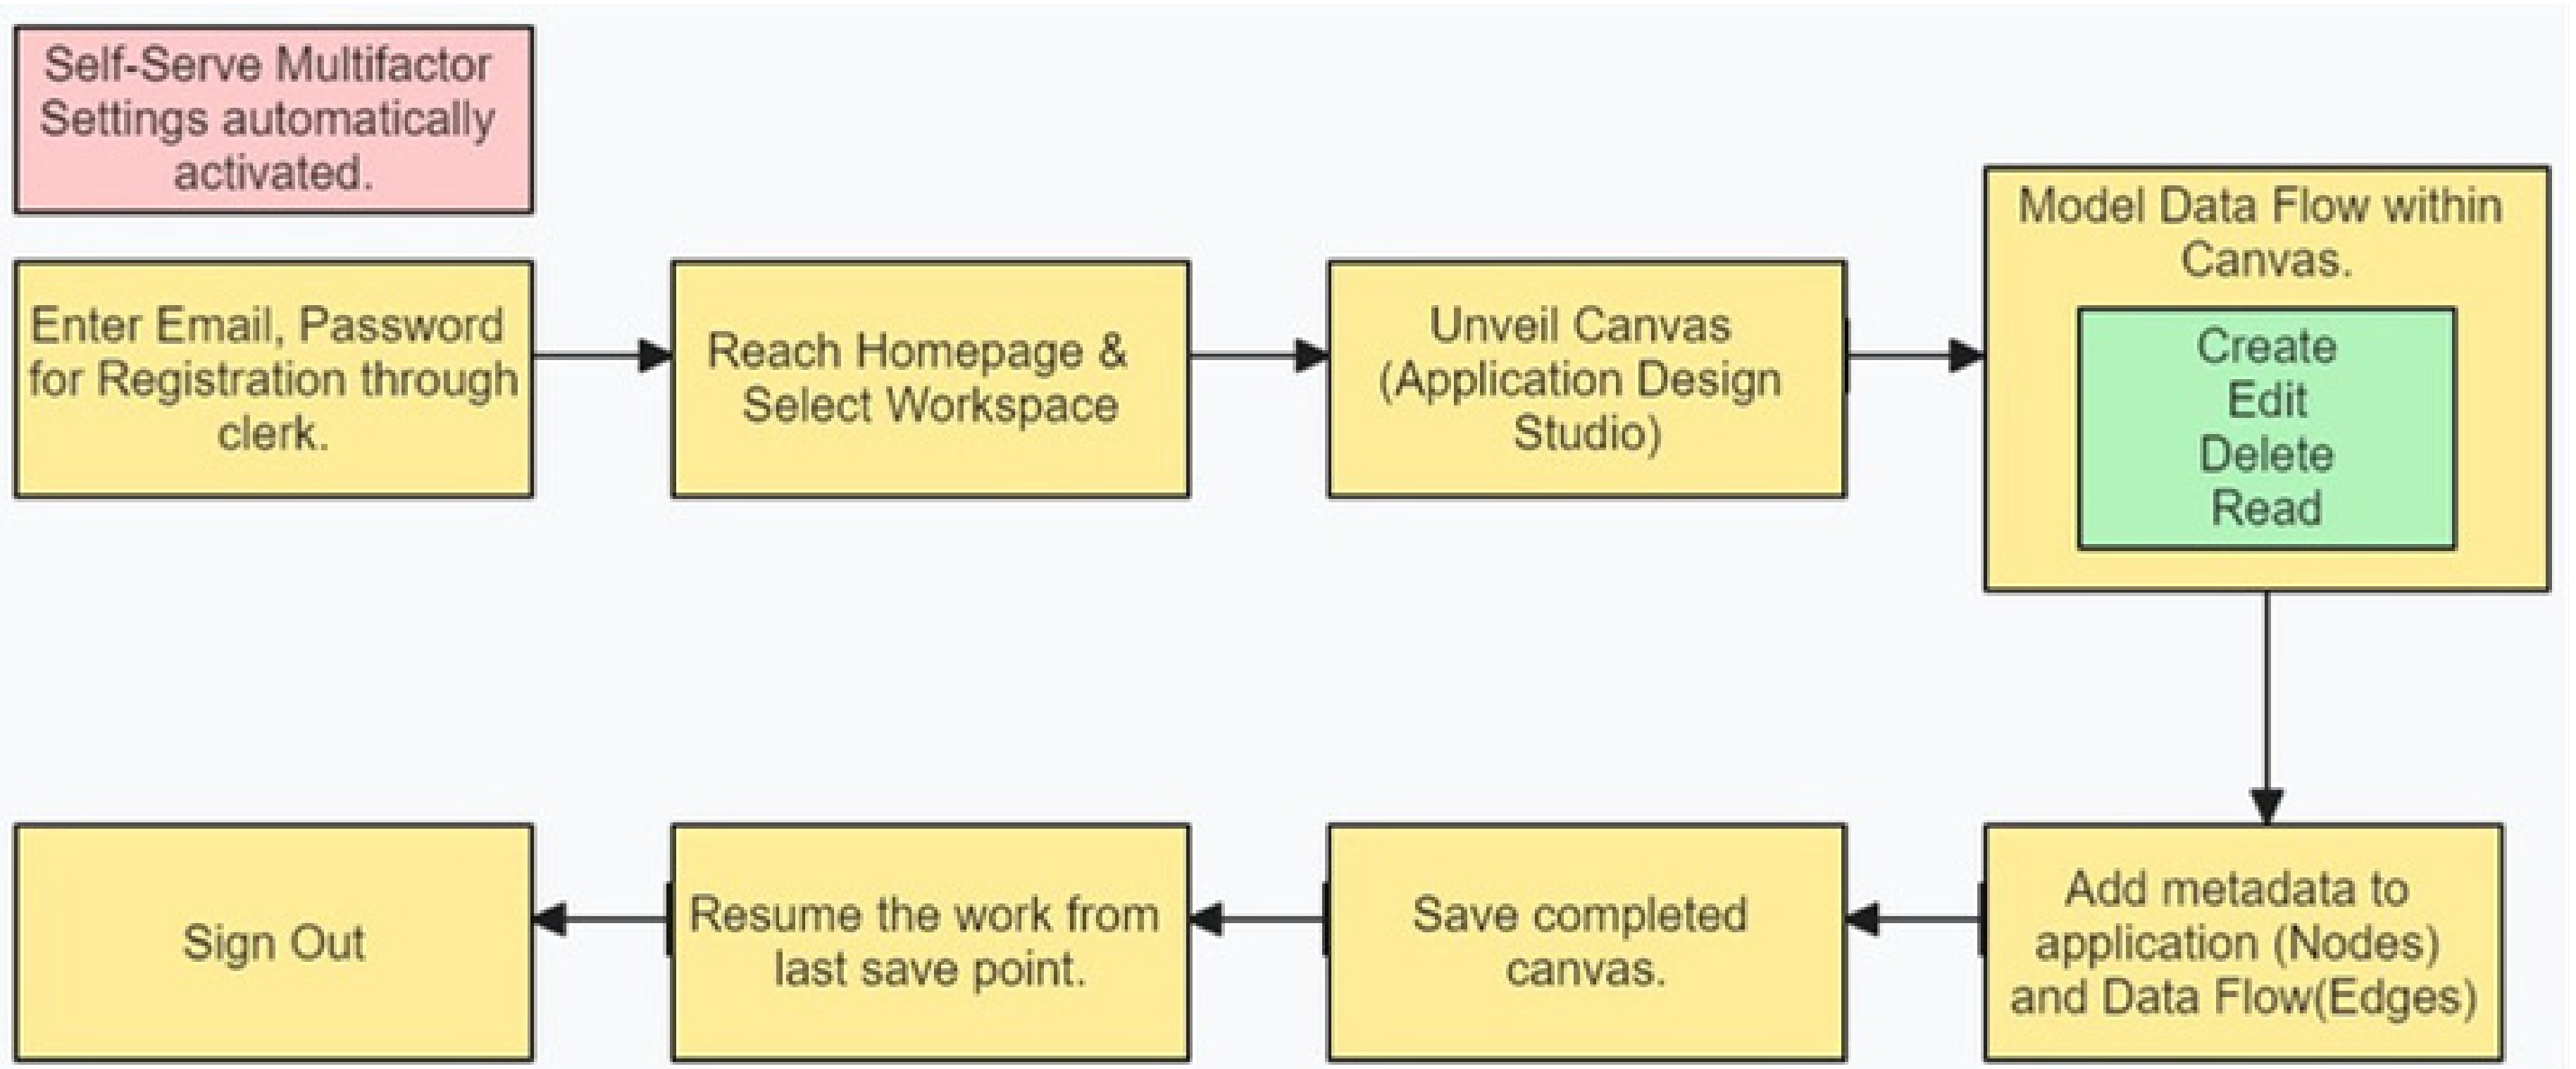 Self-Serve Multifactor
Settings automatically
activated.
Enter Email, Password
for Registration through
clerk.
Reach Homepage &
Select Workspace
Unveil Canvas
(Application Design
Studio)
Model Data Flow within
Canvas.
Create
Edit
Delete
Read
Add metadata to
application (Nodes)
and Data Flow(Edges)
Save completed
canvas.
Resume the work from
last save point.
Sign Out